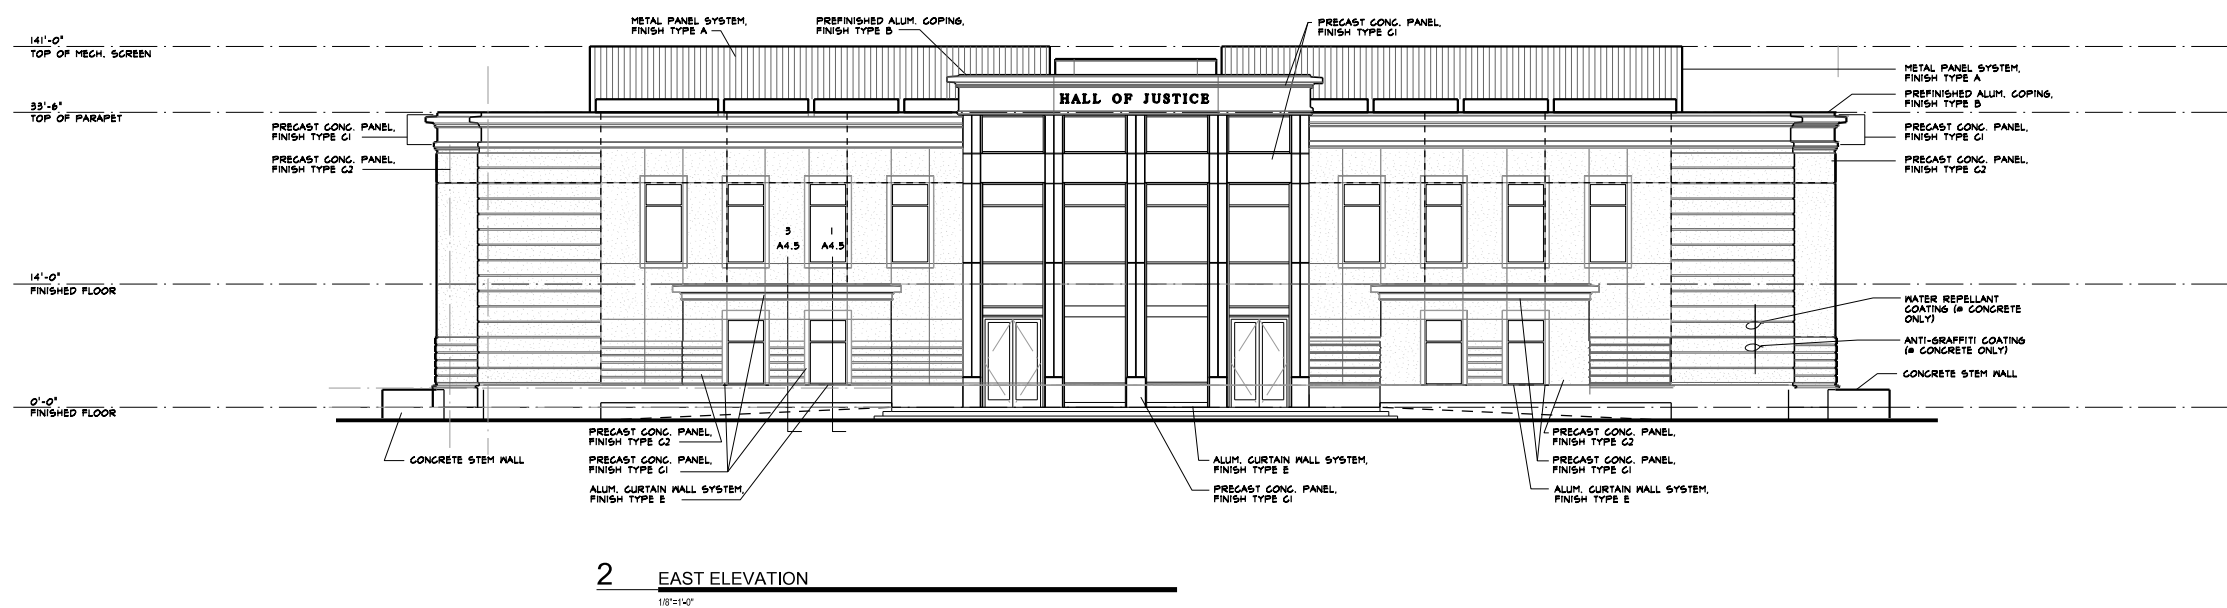 METAL PANEL SYSTEM,
FINISH TYPE A
PREFINISHED ALUM. COPING,
FINISH TYPE B
PRECAST CONC. PANEL,
FINISH TYPE C1
141'-0"
TOP OF MECH. SCREEN
METAL PANEL SYSTEM,
FINISH TYPE A
PREFINISHED ALUM. COPING,
FINISH TYPE B
HALL OF JUSTICE
33'-6"
TOP OF PARAPET
PRECAST CONC. PANEL,
FINISH TYPE C1
PRECAST CONC. PANEL,
FINISH TYPE C1
PRECAST CONC. PANEL,
FINISH TYPE C2
PRECAST CONC. PANEL,
FINISH TYPE C2
3
A4.5
1
A4.5
14'-0"
FINISHED FLOOR
WATER REPELLANT
COATING (@ CONCRETE
ONLY)
ANTI-GRAFFITI COATING
(@ CONCRETE ONLY)
CONCRETE STEM WALL
0'-0"
FINISHED FLOOR
PRECAST CONC. PANEL,
FINISH TYPE C2
PRECAST CONC. PANEL,
FINISH TYPE C2
CONCRETE STEM WALL
PRECAST CONC. PANEL,
FINISH TYPE C1
ALUM. CURTAIN WALL SYSTEM,
FINISH TYPE E
PRECAST CONC. PANEL,
FINISH TYPE C1
ALUM. CURTAIN WALL SYSTEM,
FINISH TYPE E
PRECAST CONC. PANEL,
FINISH TYPE C1
ALUM. CURTAIN WALL SYSTEM,
FINISH TYPE E
2
EAST ELEVATION
1/8"=1'-0"